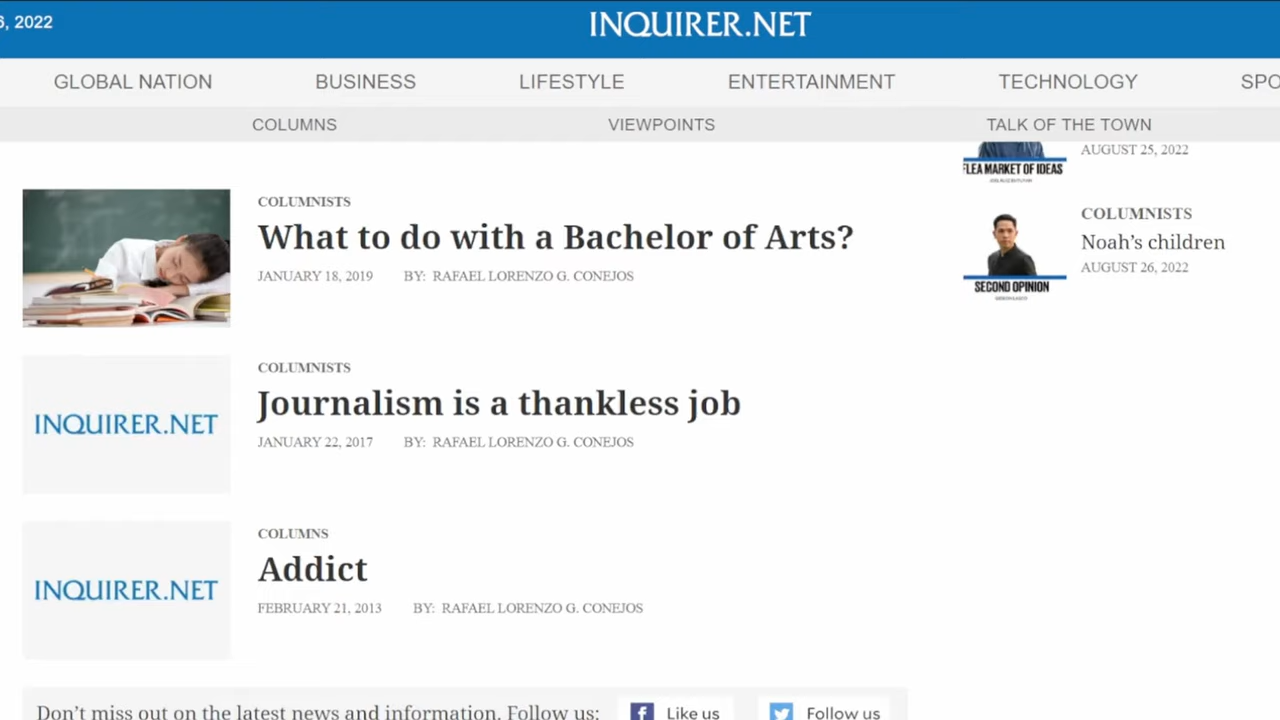 6, 2022
INQUIRER.NET
GLOBAL NATION
BUSINESS
LIFESTYLE
ENTERTAINMENT
TECHNOLOGY
SPO
COLUMNS
VIEWPOINTS
TALK OF THE TOWN
COLUMNISTS
What to do with a Bachelor of Arts?
JANUARY 18, 2019 BY: RAFAEL LORENZO G. CONEJOS
INQUIRER.NET
COLUMNISTS
Journalism is a thankless job
JANUARY 22, 2017 BY: RAFAEL LORENZO G. CONEJOS
INQUIRER.NET
COLUMNS
Addict
FEBRUARY 21, 2013 BY: RAFAEL LORENZO G. CONEJOS
Don't miss out on the latest news and information. Follow us:
Like us
Follow us
FLEA MARKET OF IDEAS
AUGUST 25, 2022
SECOND OPINION
COLUMNISTS
Noah's children
AUGUST 26, 2022